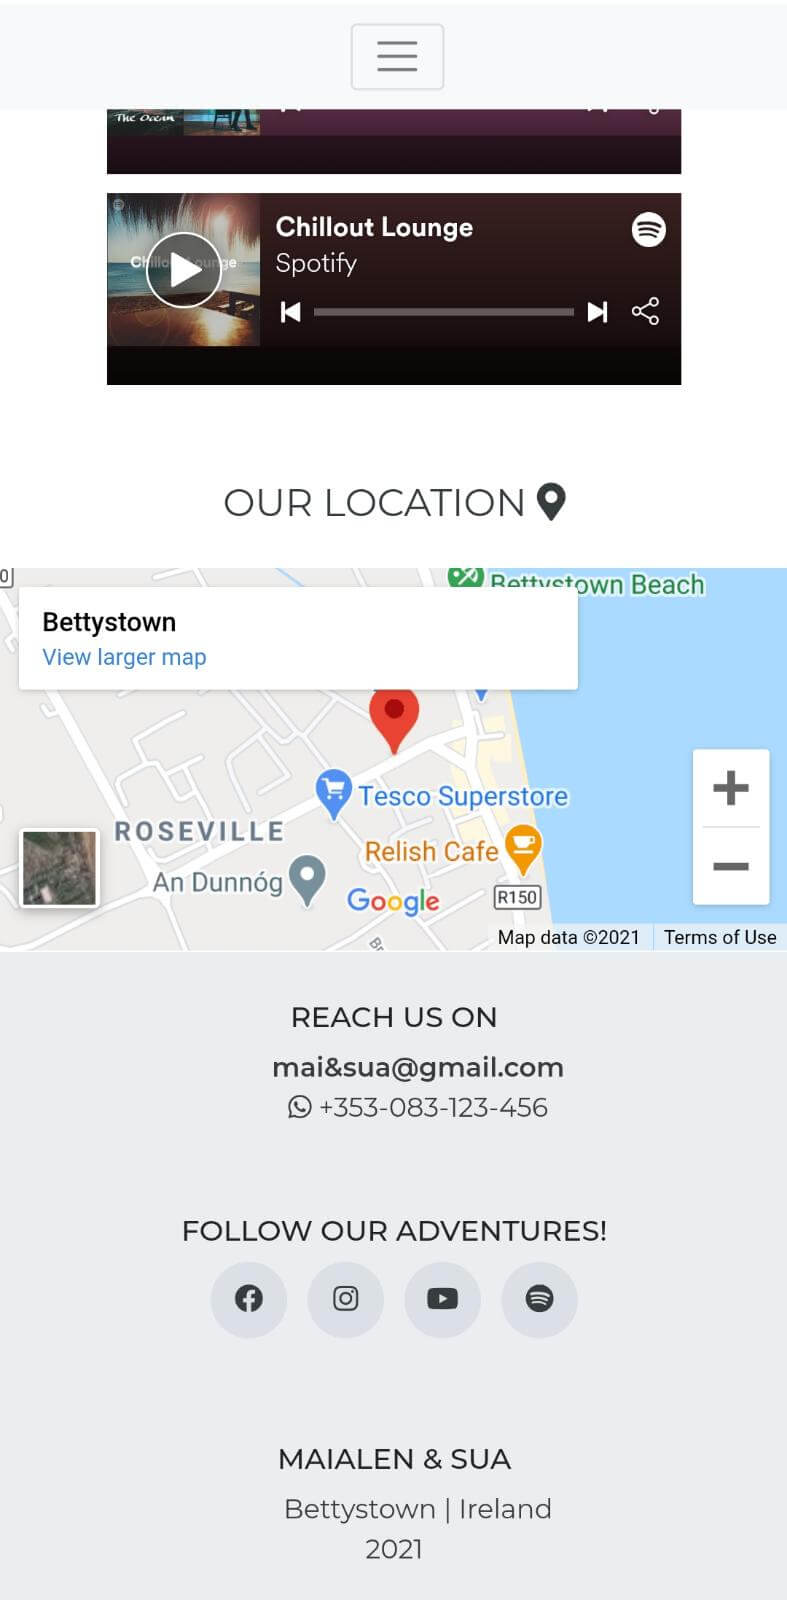 The Ocean
Chillout Lounge
Chillout Lounge
Spotify
OUR LOCATION
Bettystown Beach
Bettystown
View larger map
Tesco Superstore
ROSEVILLE
Relish Cafe
An Dunnóg
Google
R150
Map data ©2021
Terms of Use
REACH US ON
mai&sua@gmail.com
+353-083-123-456
FOLLOW OUR ADVENTURES!
MAIALEN & SUA
Bettystown | Ireland
2021